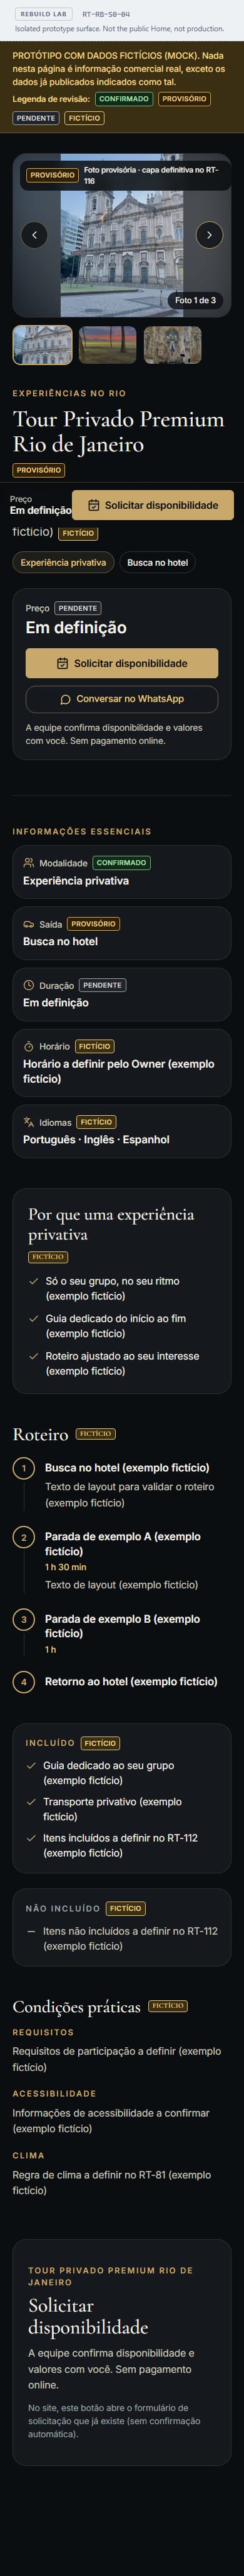 REBUILD LAB RT-RB-50-04
Isolated prototype surface. Not the public Home, not production.
PROTÓTIPO COM DADOS FICTÍCIOS (MOCK). Nada
nesta página é informação comercial real, exceto os
dados já publicados indicados como tal.
Legenda de revisão: CONFIRMADO PROVISÓRIO
PENDENTE FICTÍCIO
PROVISÓRIO Foto provisória · capa definitiva no RT-
116
Foto 1 de 3
EXPERIÊNCIAS NO RIO
Tour Privado Premium
Rio de Janeiro
PROVISÓRIO
Preço
Em definição
Solicitar disponibilidade
fictício) FICTÍCIO
Experiência privativa Busca no hotel
Preço PENDENTE
Em definição
Solicitar disponibilidade
Conversar no WhatsApp
A equipe confirma disponibilidade e valores
com você. Sem pagamento online.
INFORMAÇÕES ESSENCIAIS
Modalidade CONFIRMADO
Experiência privativa
Saída PROVISÓRIO
Busca no hotel
Duração PENDENTE
Em definição
Horário FICTÍCIO
Horário a definir pelo Owner (exemplo
fictício)
Idiomas FICTÍCIO
Português · Inglês · Espanhol
Por que uma experiência
privativa
FICTÍCIO
Só o seu grupo, no seu ritmo
(exemplo fictício)
Guia dedicado do início ao fim
(exemplo fictício)
Roteiro ajustado ao seu interesse
(exemplo fictício)
Roteiro FICTÍCIO
1 Busca no hotel (exemplo fictício)
Texto de layout para validar o roteiro
(exemplo fictício)
2 Parada de exemplo A (exemplo
fictício)
1 h 30 min
Texto de layout (exemplo fictício)
3 Parada de exemplo B (exemplo
fictício)
1 h
4 Retorno ao hotel (exemplo fictício)
INCLUÍDO FICTÍCIO
Guia dedicado ao seu grupo
(exemplo fictício)
Transporte privativo (exemplo
fictício)
Itens incluídos a definir no RT-112
(exemplo fictício)
NÃO INCLUÍDO FICTÍCIO
Itens não incluídos a definir no RT-112
(exemplo fictício)
Condições práticas FICTÍCIO
REQUISITOS
Requisitos de participação a definir (exemplo
fictício)
ACESSIBILIDADE
Informações de acessibilidade a confirmar
(exemplo fictício)
CLIMA
Regra de clima a definir no RT-81 (exemplo
fictício)
TOUR PRIVADO PREMIUM RIO DE
JANEIRO
Solicitar
disponibilidade
A equipe confirma disponibilidade e
valores com você. Sem pagamento
online.
No site, este botão abre o formulário de
solicitação que já existe (sem confirmação
automática).